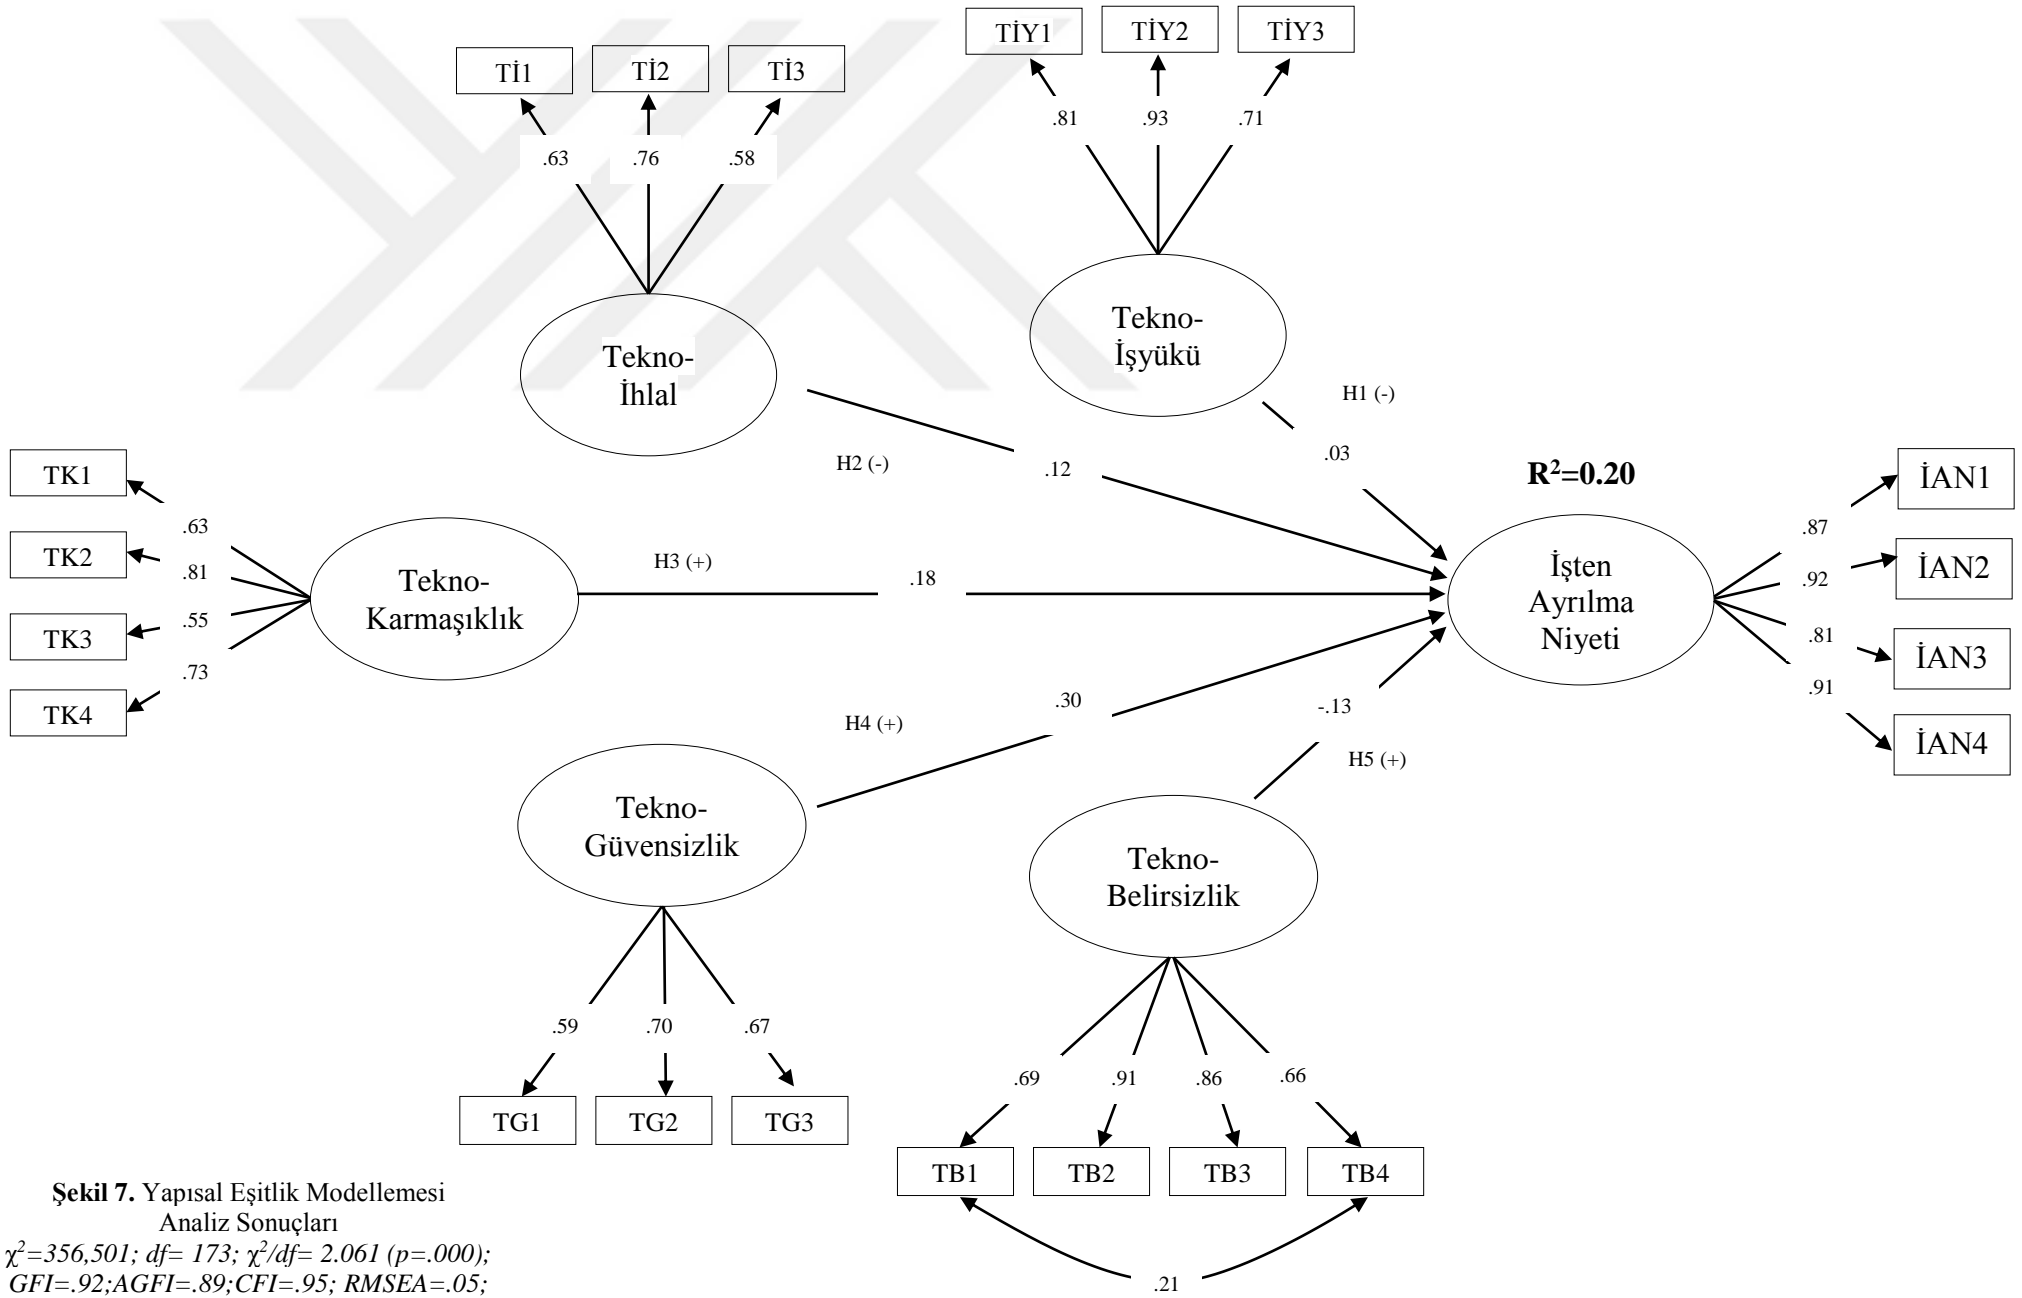 TİY1 TİY2 TİY3
Tİ1 Tİ2 Tİ3
.81 .93 .71
.63 .76 .58
Tekno-
İşyükü
Tekno-
İhlal
H1 (-)
H2 (-)
.12
.03
R²=0.20
TK1
TK2
TK3
TK4
.63
.81
.55
.73
Tekno-
Karmaşıklık
H3 (+)
.18
İşten
Ayrılma
Niyeti
.87
.92
.81
.91
İAN1
İAN2
İAN3
İAN4
H4 (+)
.30
-.13
H5 (+)
Tekno-
Güvensizlik
Tekno-
Belirsizlik
.59 .70 .67
TG1 TG2 TG3
.69 .91 .86 .66
TB1 TB2 TB3 TB4
.21
Şekil 7. Yapısal Eşitlik Modellemesi
Analiz Sonuçları
χ²=356,501; df= 173; χ²/df= 2.061 (p=.000);
GFI=.92;AGFI=.89;CFI=.95; RMSEA=.05;